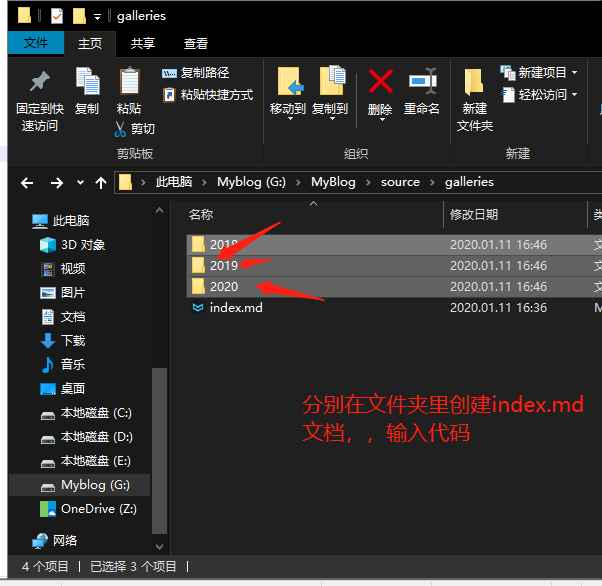 galleries
文件 主页 共享 查看
固定到快速访问
复制
粘贴
复制路径
粘贴快捷方式
剪切
剪贴板
移动到
复制到
删除
重命名
组织
新建
文件夹
新建项目
轻松访问
新建
此电脑 > Myblog (G:) > MyBlog > source > galleries
名称 修改日期
2018 2020.01.11 16:46
2019 2020.01.11 16:46
2020 2020.01.11 16:46
index.md 2020.01.11 16:36
此电脑
3D 对象
视频
图片
文档
下载
音乐
桌面
本地磁盘 (C:)
本地磁盘 (D:)
本地磁盘 (E:)
Myblog (G:)
OneDrive (Z:)
网络
分别在文件夹里创建index.md
文档，，输入代码
4 个项目 已选择 3 个项目